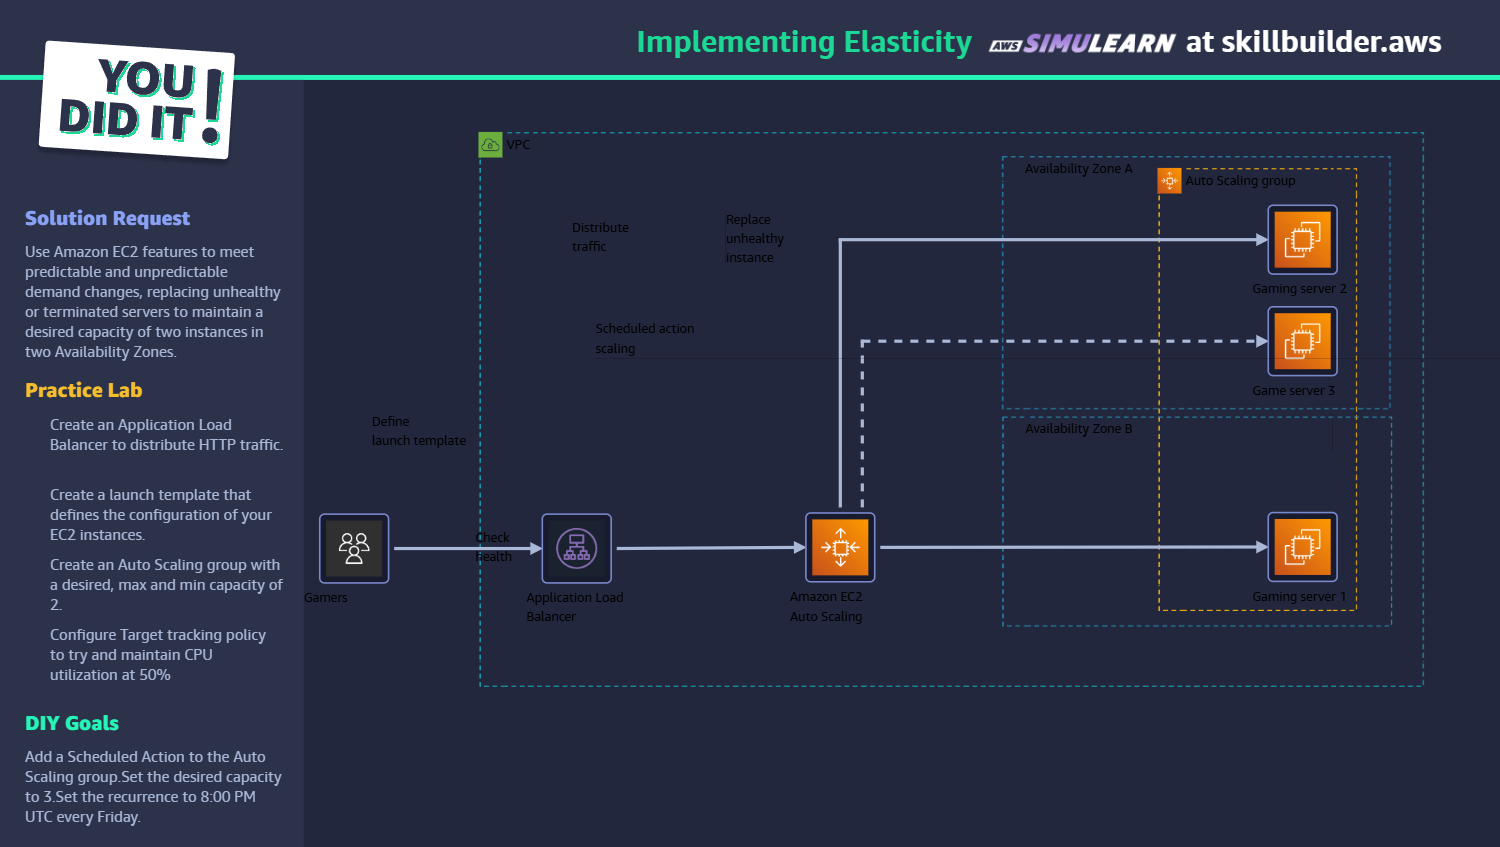 Implementing Elasticity AWS SIMULEARN at skillbuilder.aws
YOU
DID IT!
Solution Request
Use Amazon EC2 features to meet
predictable and unpredictable
demand changes, replacing unhealthy
or terminated servers to maintain a
desired capacity of two instances in
two Availability Zones.
Practice Lab
Create an Application Load
Balancer to distribute HTTP traffic.
Create a launch template that
defines the configuration of your
EC2 instances.
Create an Auto Scaling group with
a desired, max and min capacity of
2.
Configure Target tracking policy
to try and maintain CPU
utilization at 50%
DIY Goals
Add a Scheduled Action to the Auto
Scaling group.Set the desired capacity
to 3.Set the recurrence to 8:00 PM
UTC every Friday.
VPC
Availability Zone A
Auto Scaling group
Distribute
traffic
Replace
unhealthy
instance
Gaming server 2
Scheduled action
scaling
Game server 3
Define
launch template
Availability Zone B
Check
health
Gamers
Application Load
Balancer
Amazon EC2
Auto Scaling
Gaming server 1